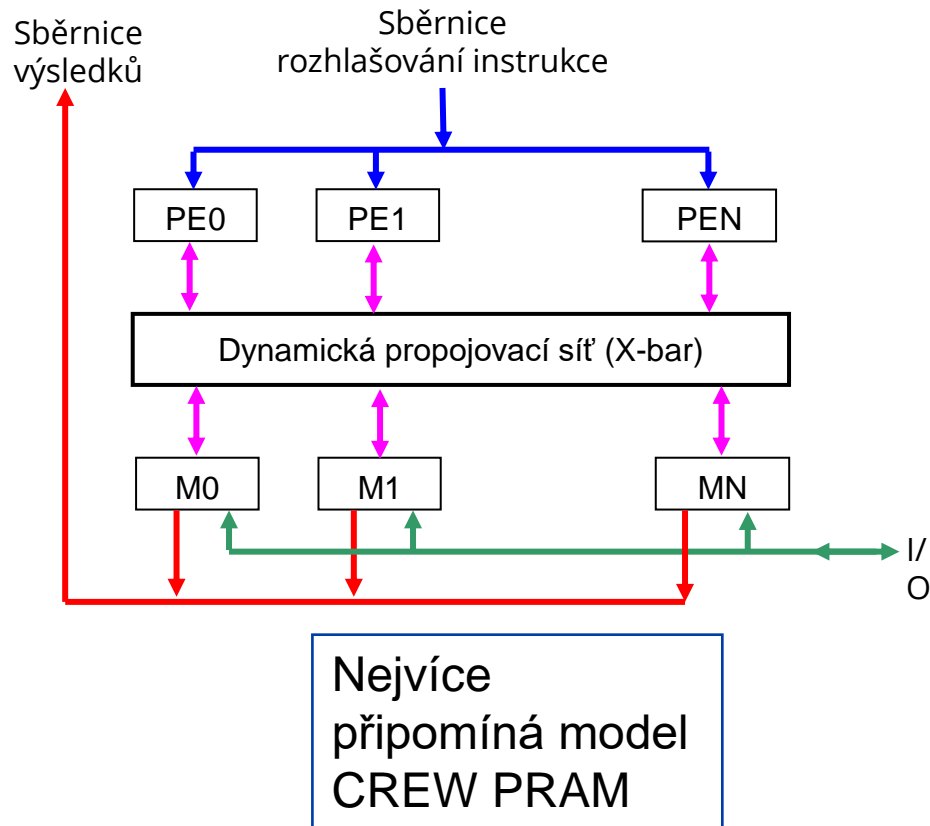 Sběrnice
výsledků
Sběrnice
rozhlašování instrukce
PE0
PE1
PEN
Dynamická propojovací síť (X-bar)
M0
M1
MN
I/
O
Nejvíce
připomíná model
CREW PRAM